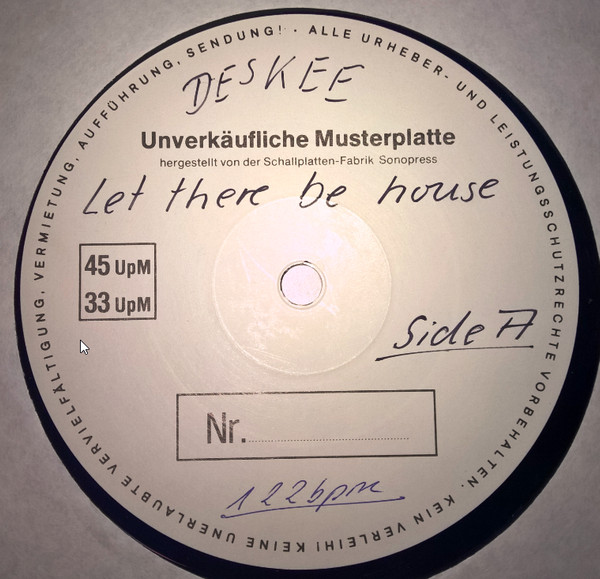 ALLE URHEBER- UND LEISTUNGSSCHUTZRECHTE VORBEHALTEN. KEIN VERLEIH! KEINE UNERLAUBTE VERVIELFÄLTIGUNG, VERMIETUNG, AUFFÜHRUNG, SENDUNG! ·
DESKEE
Unverkäufliche Musterplatte
hergestellt von der Schallplatten-Fabrik Sonopress
Let there be house
45 UpM
33 UpM
Side A
Nr.
122bpm